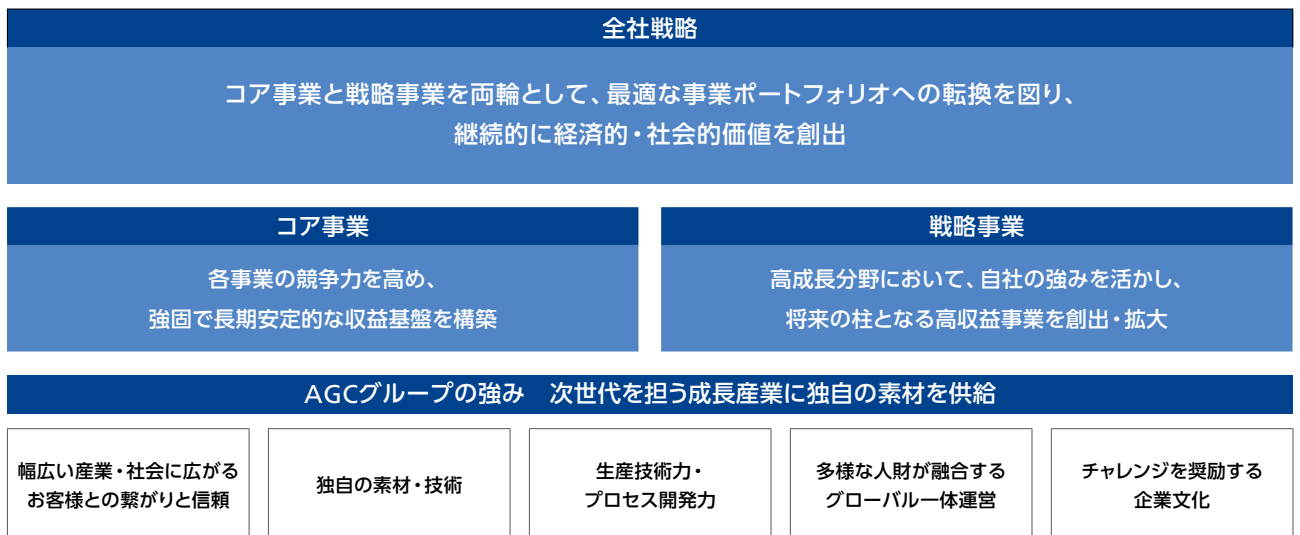 全社戦略
コア事業と戦略事業を両輪として、最適な事業ポートフォリオへの転換を図り、
継続的に経済的・社会的価値を創出
コア事業
各事業の競争力を高め、
強固で長期安定的な収益基盤を構築
戦略事業
高成長分野において、自社の強みを活かし、
将来の柱となる高収益事業を創出・拡大
AGCグループの強み　次世代を担う成長産業に独自の素材を供給
幅広い産業・社会に広がる
お客様との繋がりと信頼
独自の素材・技術
生産技術力・
プロセス開発力
多様な人財が融合する
グローバル一体運営
チャレンジを奨励する
企業文化